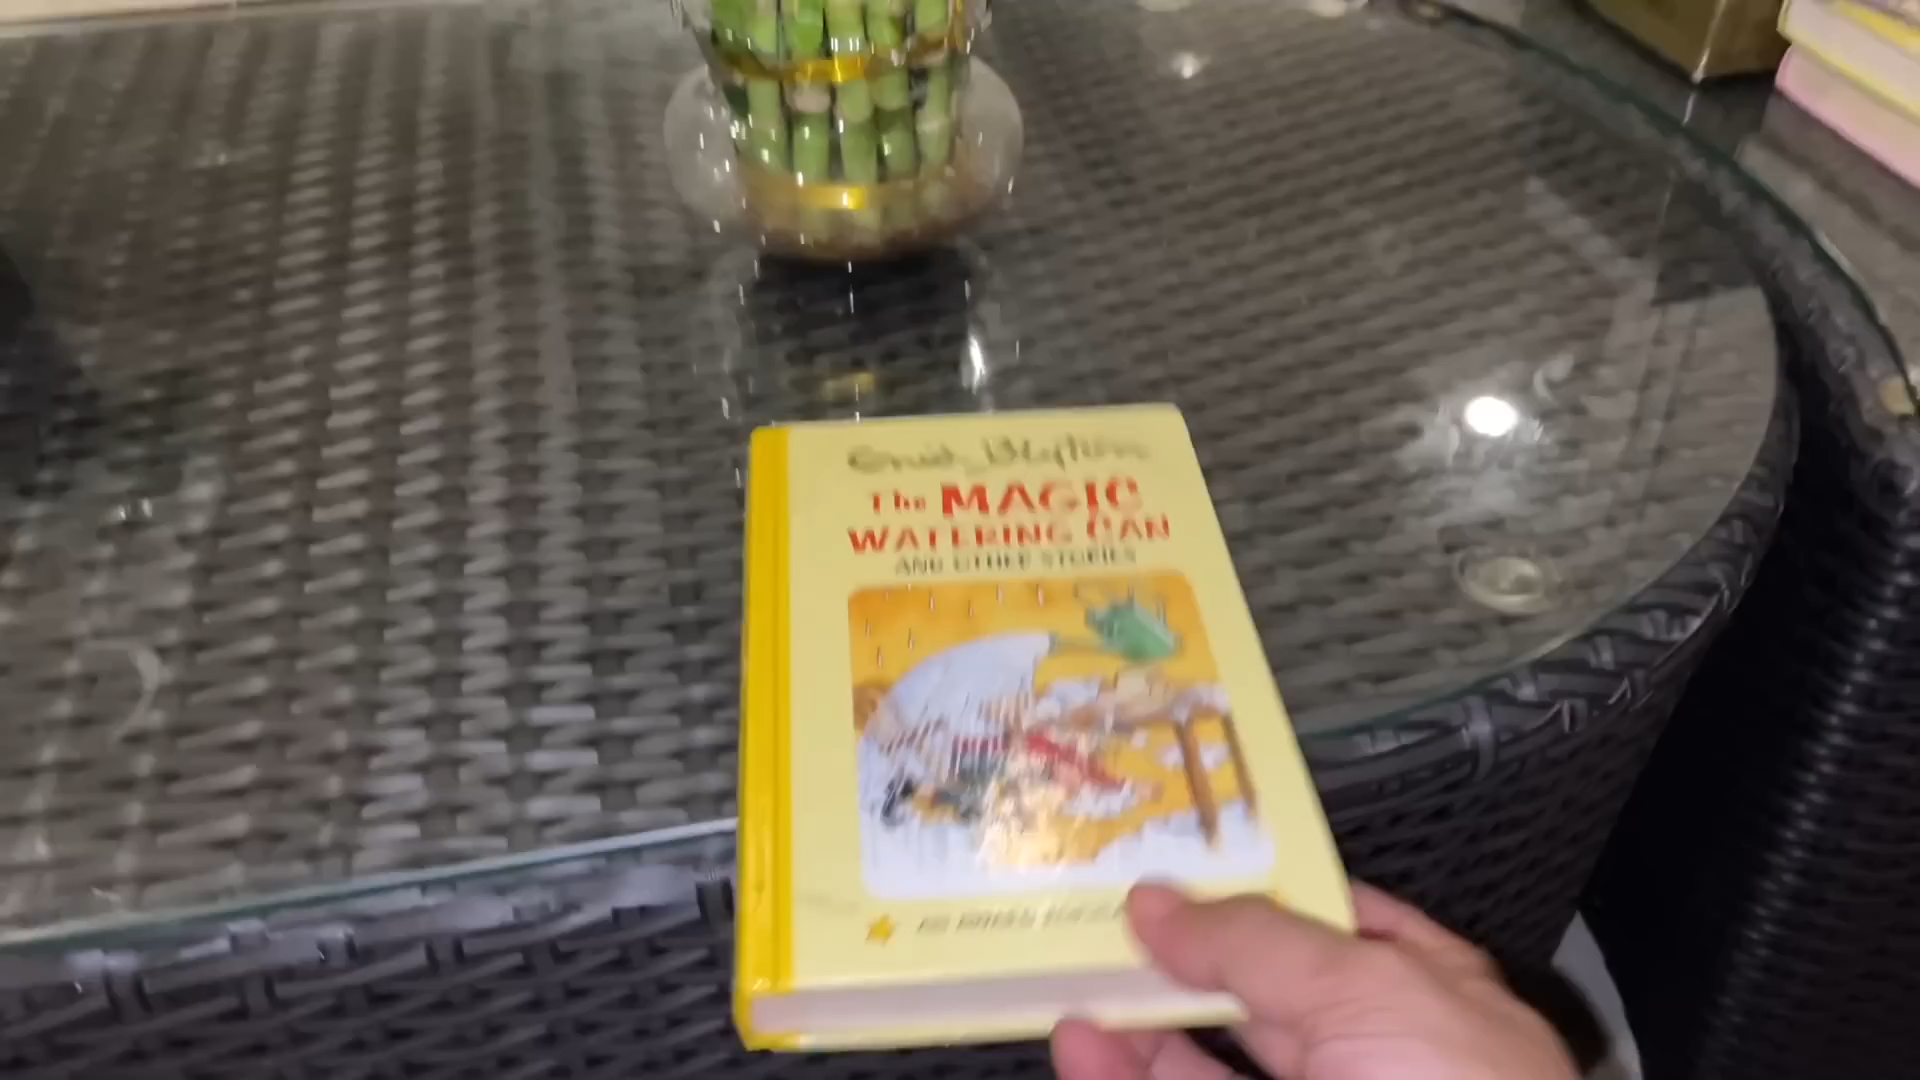 Enid Blyton
The MAGIC
WATERING CAN
AND OTHER STORIES